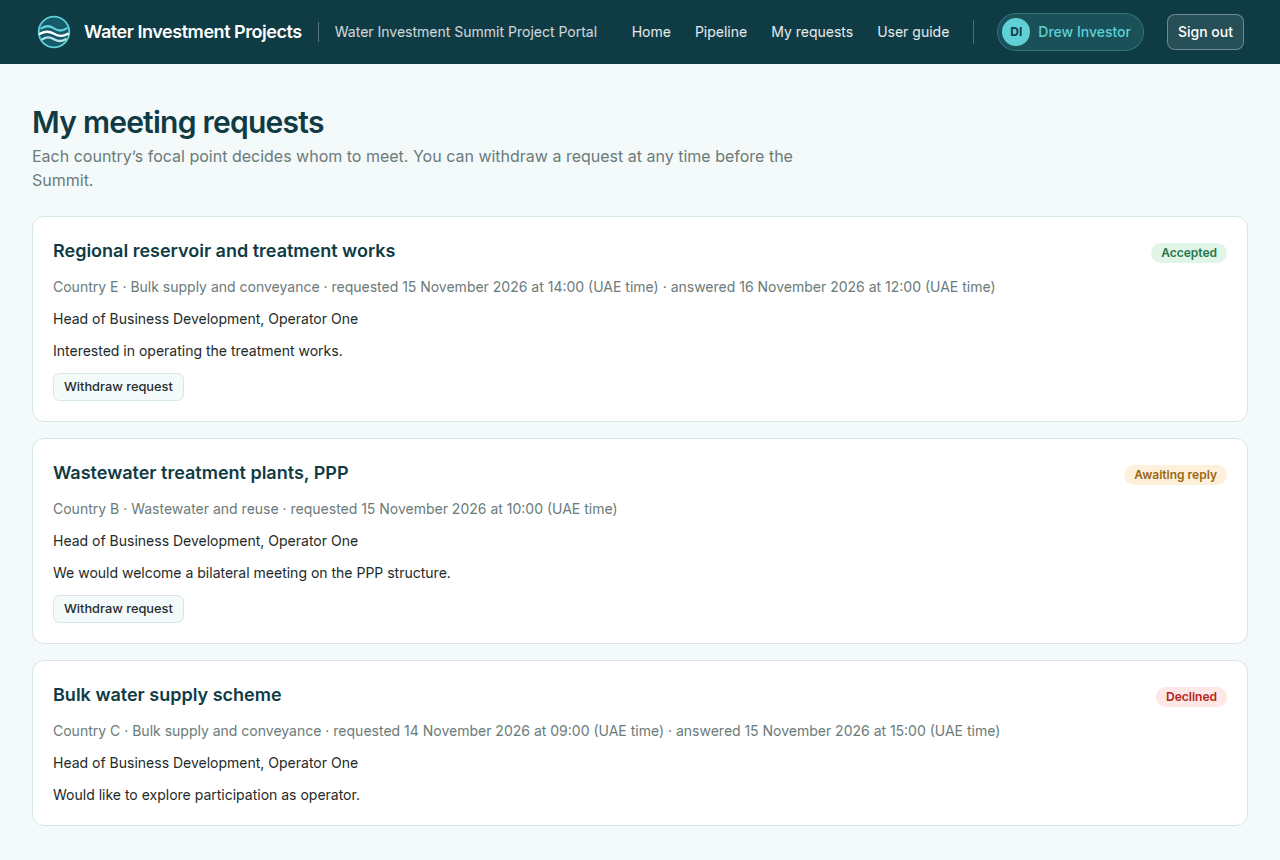 Water Investment Projects
Water Investment Summit Project Portal
Home
Pipeline
My requests
User guide
DI
Drew Investor
Sign out
My meeting requests
Each country’s focal point decides whom to meet. You can withdraw a request at any time before the
Summit.
Regional reservoir and treatment works
Accepted
Country E · Bulk supply and conveyance · requested 15 November 2026 at 14:00 (UAE time) · answered 16 November 2026 at 12:00 (UAE time)
Head of Business Development, Operator One
Interested in operating the treatment works.
Withdraw request
Wastewater treatment plants, PPP
Awaiting reply
Country B · Wastewater and reuse · requested 15 November 2026 at 10:00 (UAE time)
Head of Business Development, Operator One
We would welcome a bilateral meeting on the PPP structure.
Withdraw request
Bulk water supply scheme
Declined
Country C · Bulk supply and conveyance · requested 14 November 2026 at 09:00 (UAE time) · answered 15 November 2026 at 15:00 (UAE time)
Head of Business Development, Operator One
Would like to explore participation as operator.